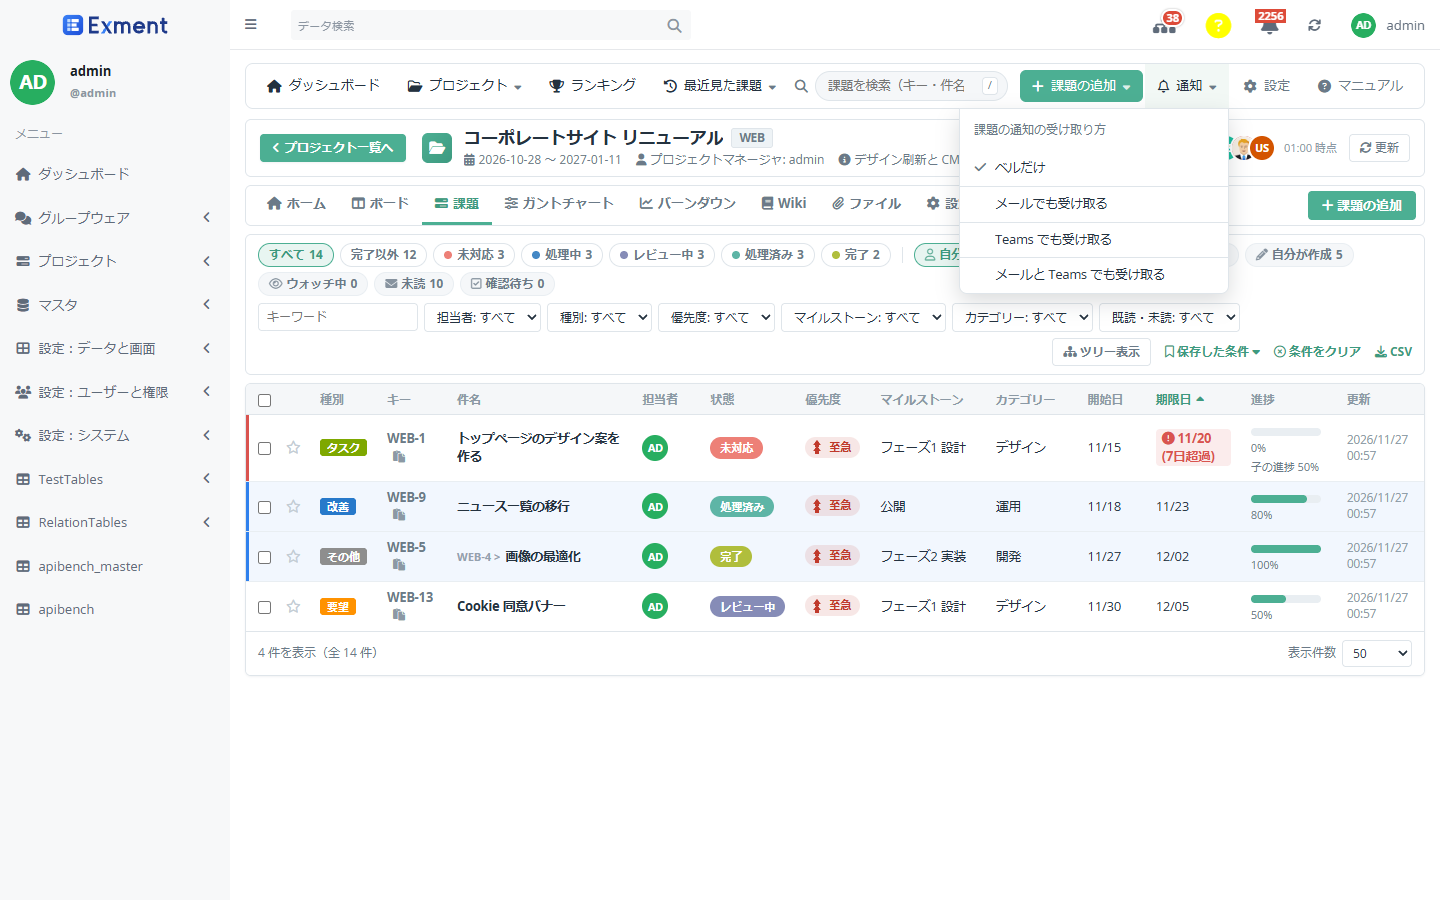 Exment
データ検索
38
?
2256
AD
admin
AD
admin
@admin
メニュー
ダッシュボード
グループウェア
プロジェクト
マスタ
設定：データと画面
設定：ユーザーと権限
設定：システム
TestTables
RelationTables
apibench_master
apibench
ダッシュボード
プロジェクト
ランキング
最近見た課題
課題を検索（キー・件名
/
課題の追加
通知
設定
マニュアル
課題の通知の受け取り方
ベルだけ
メールでも受け取る
Teams でも受け取る
メールと Teams でも受け取る
プロジェクト一覧へ
コーポレートサイト リニューアル
WEB
2026-10-28 〜 2027-01-11
プロジェクトマネージャ: admin
デザイン刷新と CM
US
01:00 時点
更新
ホーム
ボード
課題
ガントチャート
バーンダウン
Wiki
ファイル
課題の追加
すべて 14
完了以外 12
未対応 3
処理中 3
レビュー中 3
処理済み 3
完了 2
自分が作成 5
ウォッチ中 0
未読 10
確認待ち 0
キーワード
担当者: すべて
種別: すべて
優先度: すべて
マイルストーン: すべて
カテゴリー: すべて
既読・未読: すべて
ツリー表示
保存した条件
条件をクリア
CSV
種別 キー 件名 担当者 状態 優先度 マイルストーン カテゴリー 開始日 期限日 進捗 更新
タスク WEB-1 トップページのデザイン案を作る AD 未対応 至急 フェーズ1 設計 デザイン 11/15 11/20 (7日超過) 0% 子の進捗 50% 2026/11/27 00:57
改善 WEB-9 ニュース一覧の移行 AD 処理済み 至急 公開 運用 11/18 11/23 80% 2026/11/27 00:57
その他 WEB-5 WEB-4 > 画像の最適化 AD 完了 至急 フェーズ2 実装 開発 11/27 12/02 100% 2026/11/27 00:57
要望 WEB-13 Cookie 同意バナー AD レビュー中 至急 フェーズ1 設計 デザイン 11/30 12/05 50% 2026/11/27 00:57
4 件を表示（全 14 件）
表示件数
50